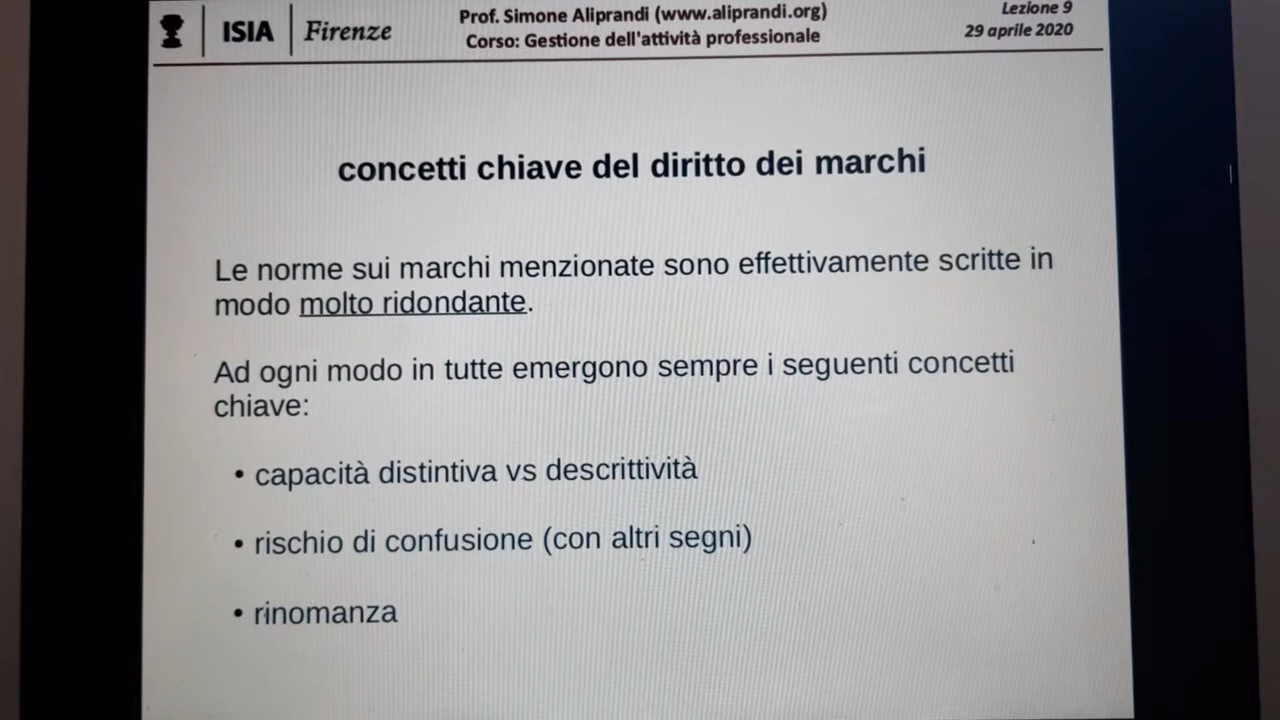 ISIA Firenze
Prof. Simone Aliprandi (www.aliprandi.org)
Corso: Gestione dell'attività professionale
Lezione 9
29 aprile 2020
concetti chiave del diritto dei marchi
Le norme sui marchi menzionate sono effettivamente scritte in
modo molto ridondante.
Ad ogni modo in tutte emergono sempre i seguenti concetti
chiave:
• capacità distintiva vs descrittività
• rischio di confusione (con altri segni)
• rinomanza